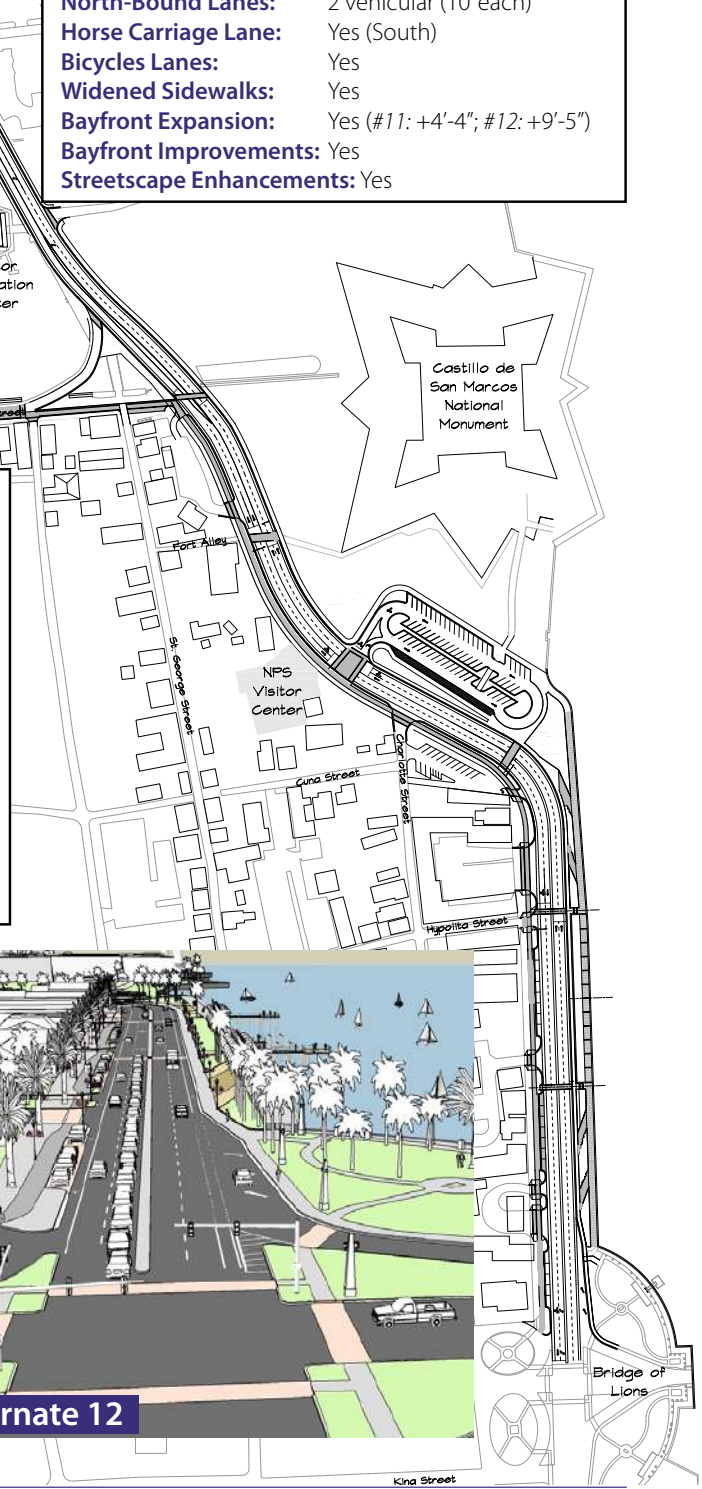 North-Bound Lanes: 2 vehicular (10' each)
Horse Carriage Lane: Yes (South)
Bicycles Lanes: Yes
Widened Sidewalks: Yes
Bayfront Expansion: Yes (#11: +4'-4"; #12: +9'-5")
Bayfront Improvements: Yes
Streetscape Enhancements: Yes
Castillo de
San Marcos
National
Monument
Fort Alley
St. George Street
NPS
Visitor
Center
Charlotte Street
Cuna Street
Hypolita Street
rnate 12
Bridge of
Lions
King Street